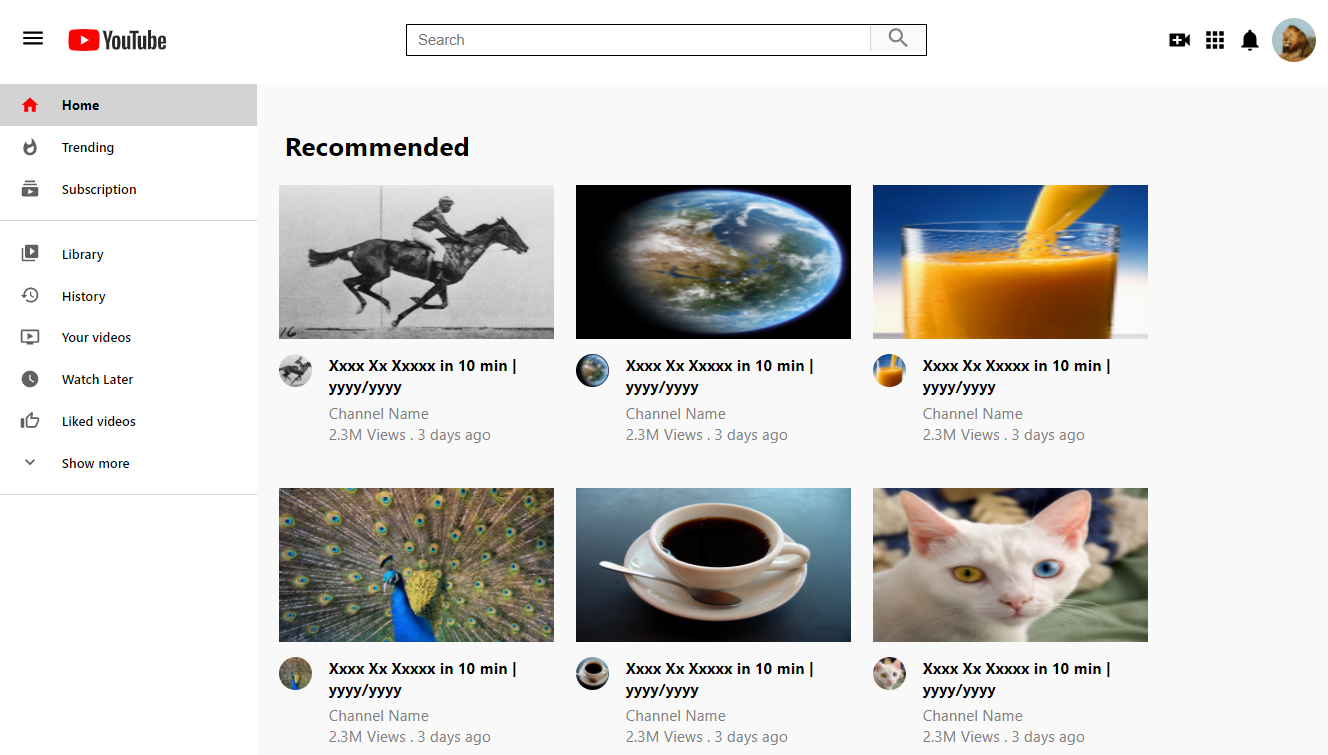 YouTube
Search
Home
Trending
Subscription
Library
History
Your videos
Watch Later
Liked videos
Show more
Recommended
16
Xxxx Xx Xxxxx in 10 min |
yyyy/yyyy
Channel Name
2.3M Views . 3 days ago
Xxxx Xx Xxxxx in 10 min |
yyyy/yyyy
Channel Name
2.3M Views . 3 days ago
Xxxx Xx Xxxxx in 10 min |
yyyy/yyyy
Channel Name
2.3M Views . 3 days ago
Xxxx Xx Xxxxx in 10 min |
yyyy/yyyy
Channel Name
2.3M Views . 3 days ago
Xxxx Xx Xxxxx in 10 min |
yyyy/yyyy
Channel Name
2.3M Views . 3 days ago
Xxxx Xx Xxxxx in 10 min |
yyyy/yyyy
Channel Name
2.3M Views . 3 days ago